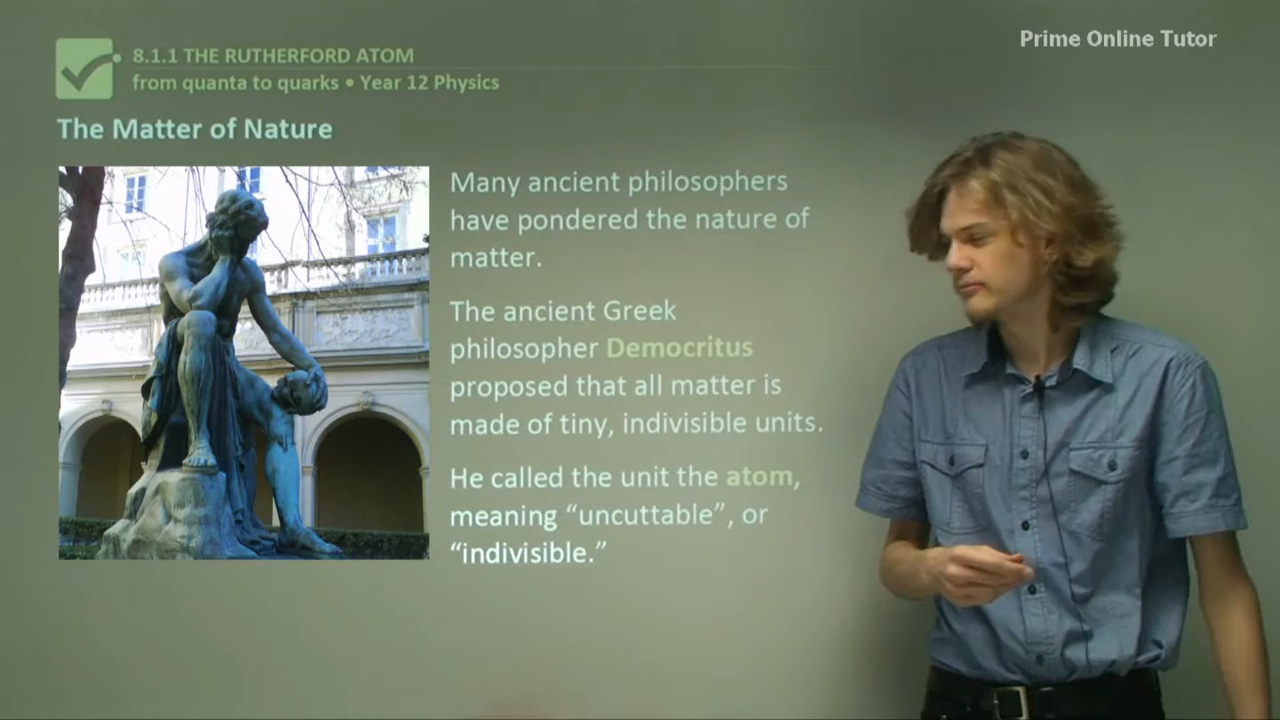 Prime Online Tutor
8.1.1 THE RUTHERFORD ATOM
from quanta to quarks • Year 12 Physics
The Matter of Nature
Many ancient philosophers
have pondered the nature of
matter.
The ancient Greek
philosopher Democritus
proposed that all matter is
made of tiny, indivisible units.
He called the unit the atom,
meaning “uncuttable”, or
“indivisible.”